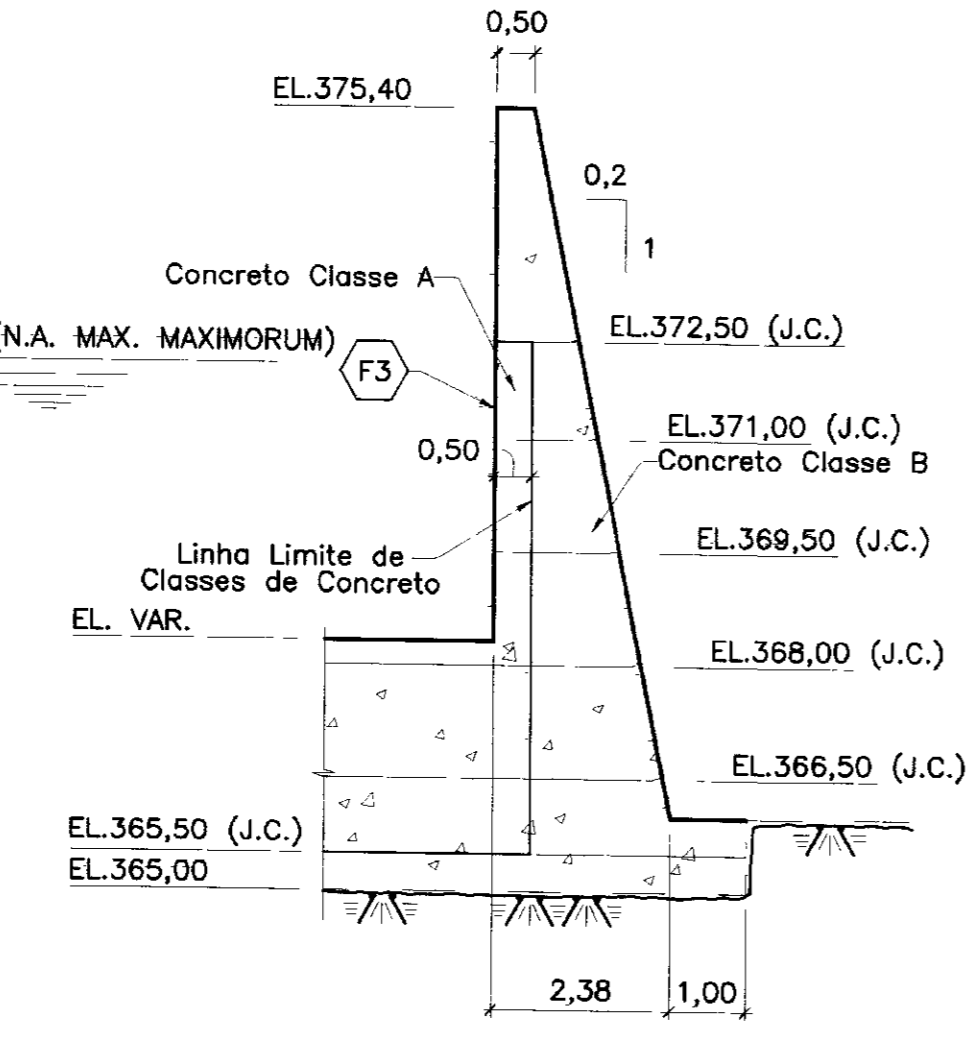 0,50
EL.375,40
0,2
1
Concreto Classe A
(N.A. MAX. MAXIMORUM)
EL.372,50 (J.C.)
F3
EL.371,00 (J.C.)
0,50
Concreto Classe B
EL.369,50 (J.C.)
Linha Limite de
Classes de Concreto
EL. VAR.
EL.368,00 (J.C.)
EL.366,50 (J.C.)
EL.365,50 (J.C.)
EL.365,00
2,38
1,00